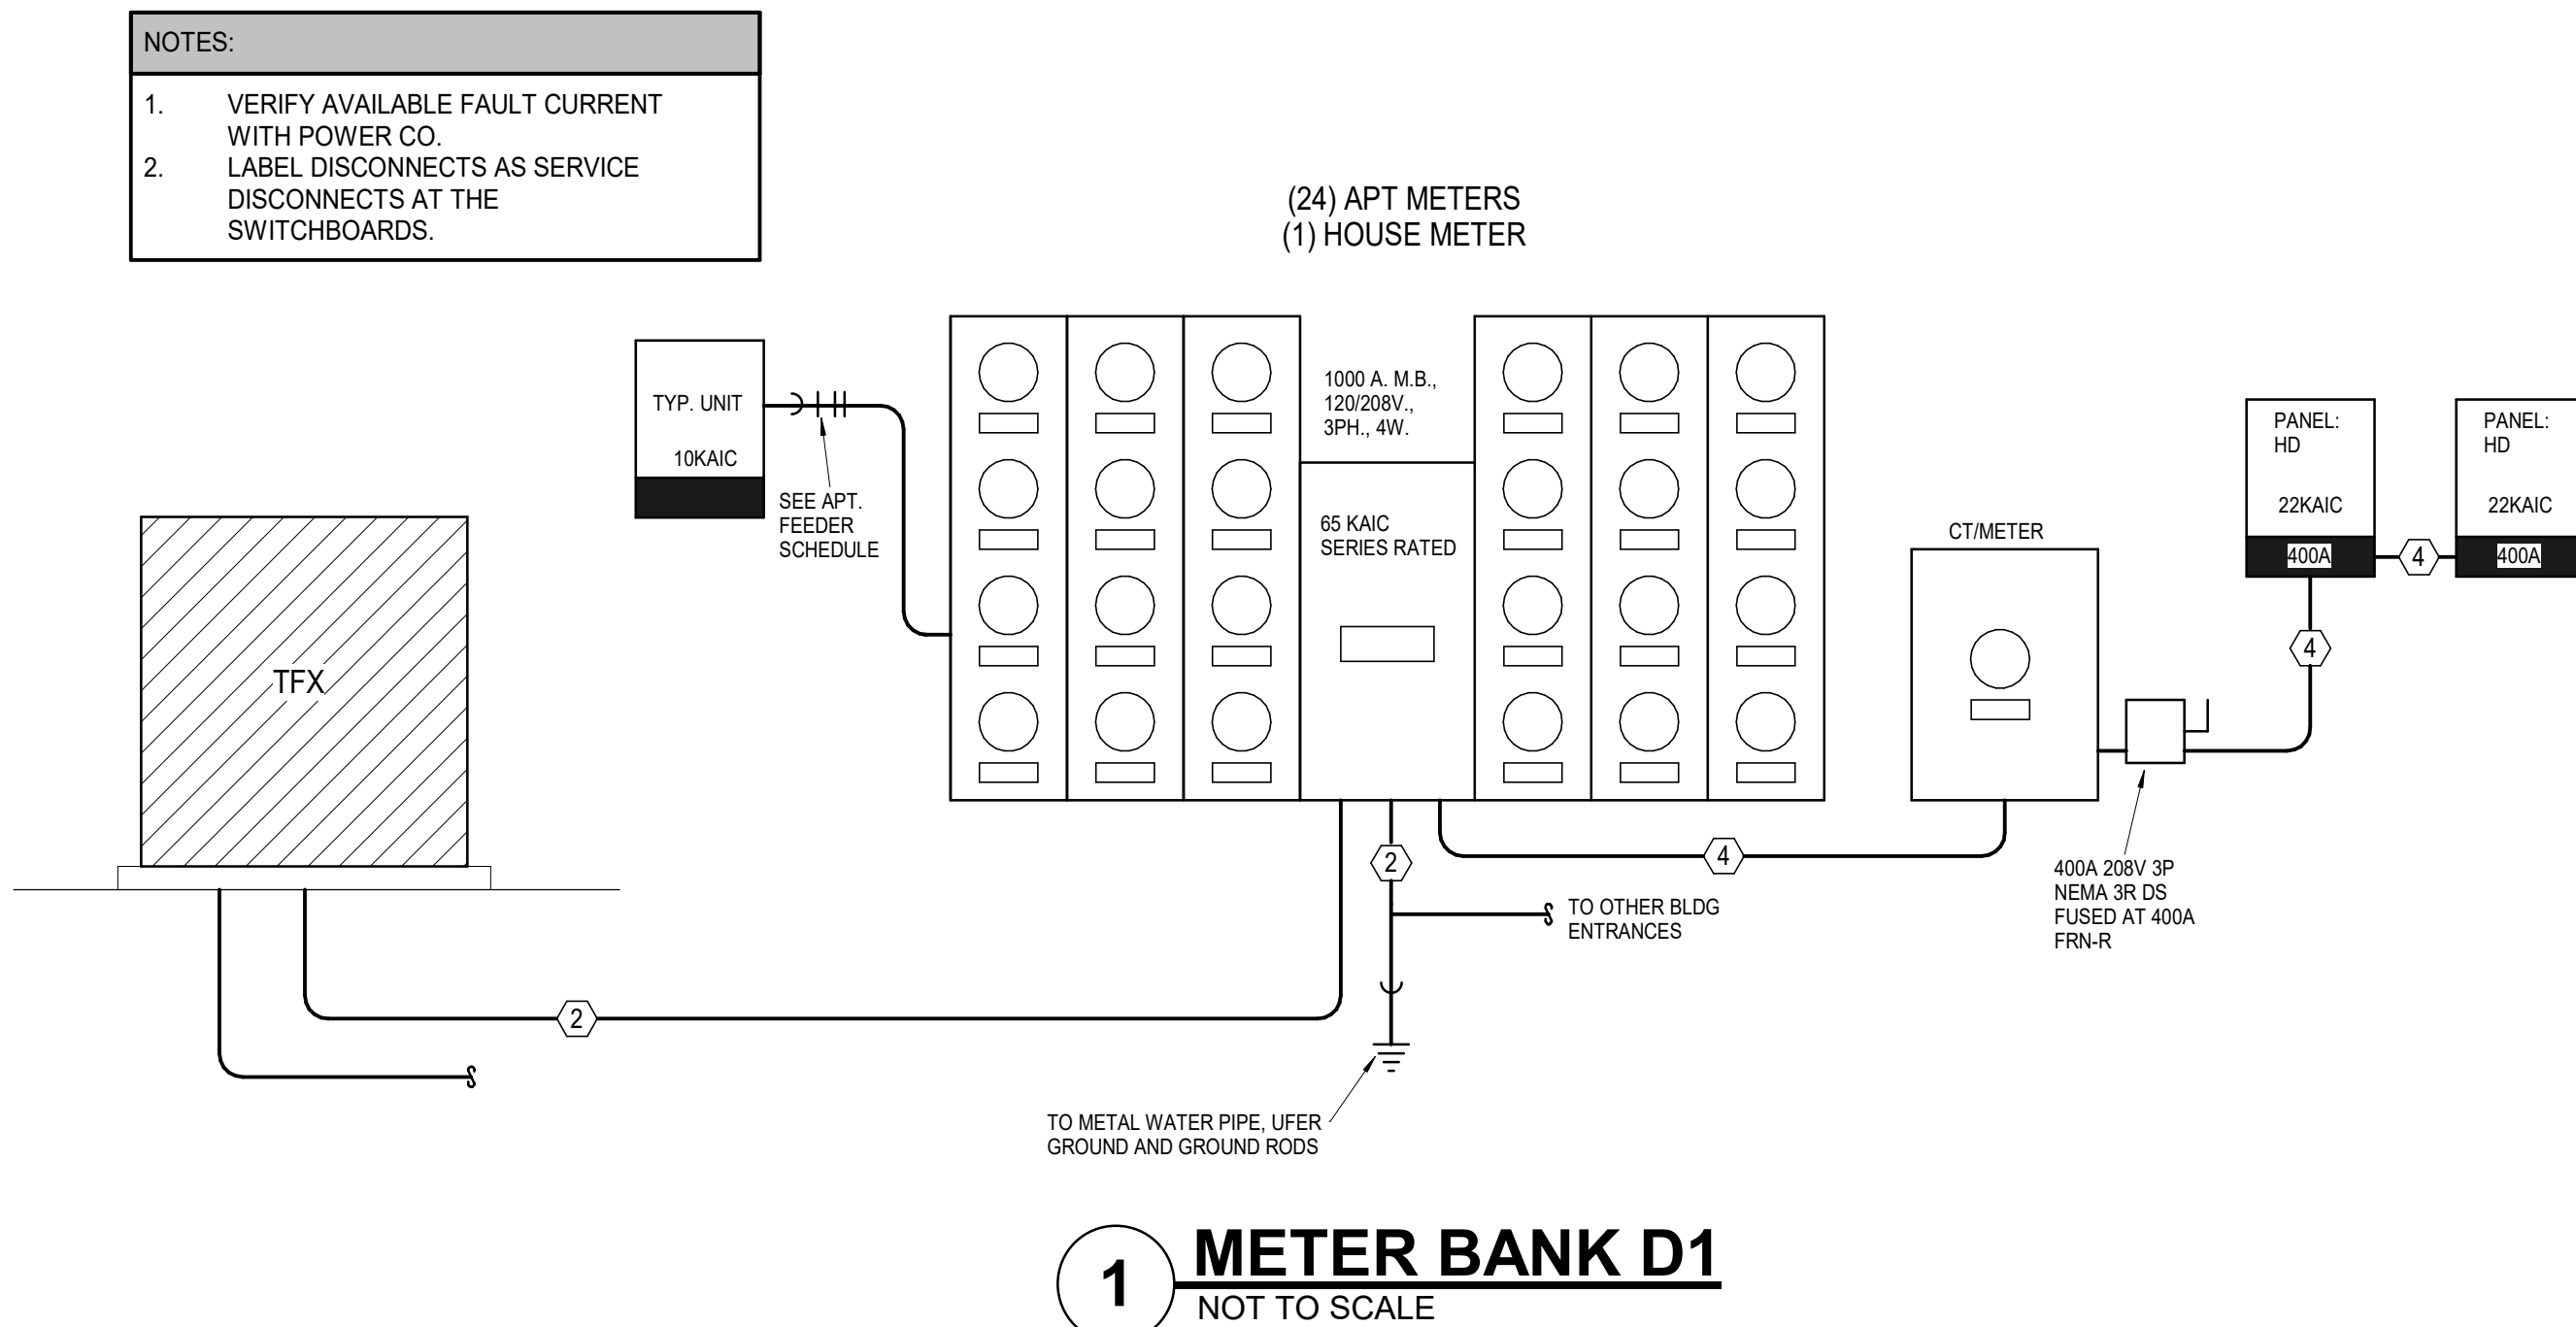 NOTES:
1. VERIFY AVAILABLE FAULT CURRENT
WITH POWER CO.
2. LABEL DISCONNECTS AS SERVICE
DISCONNECTS AT THE
SWITCHBOARDS.
(24) APT METERS
(1) HOUSE METER
TYP. UNIT
10KAIC
SEE APT.
FEEDER
SCHEDULE
1000 A. M.B.,
120/208V.,
3PH., 4W.
65 KAIC
SERIES RATED
CT/METER
PANEL:
HD
22KAIC
400A
4
PANEL:
HD
22KAIC
400A
4
TFX
2
4
TO OTHER BLDG
ENTRANCES
400A 208V 3P
NEMA 3R DS
FUSED AT 400A
FRN-R
2
TO METAL WATER PIPE, UFER
GROUND AND GROUND RODS
1
METER BANK D1
NOT TO SCALE